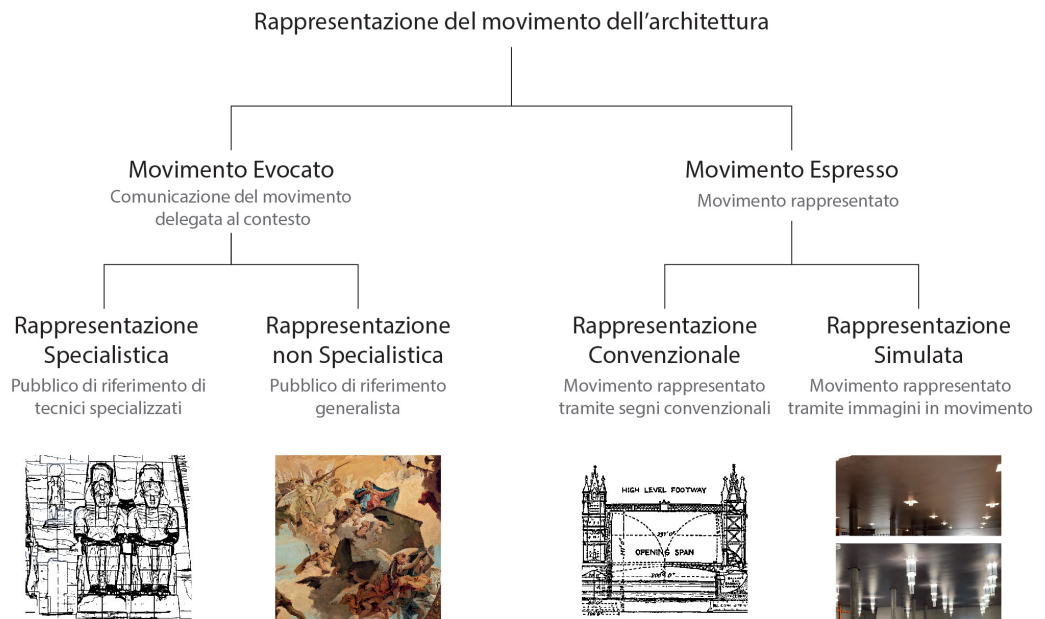 Rappresentazione del movimento dell’architettura
Movimento Evocato
Comunicazione del movimento
delegata al contesto
Movimento Espresso
Movimento rappresentato
Rappresentazione
Specialistica
Pubblico di riferimento di
tecnici specializzati
Rappresentazione
non Specialistica
Pubblico di riferimento
generalista
Rappresentazione
Convenzionale
Movimento rappresentato
tramite segni convenzionali
Rappresentazione
Simulata
Movimento rappresentato
tramite immagini in movimento
HIGH LEVEL FOOTWAY
OPENING SPAN